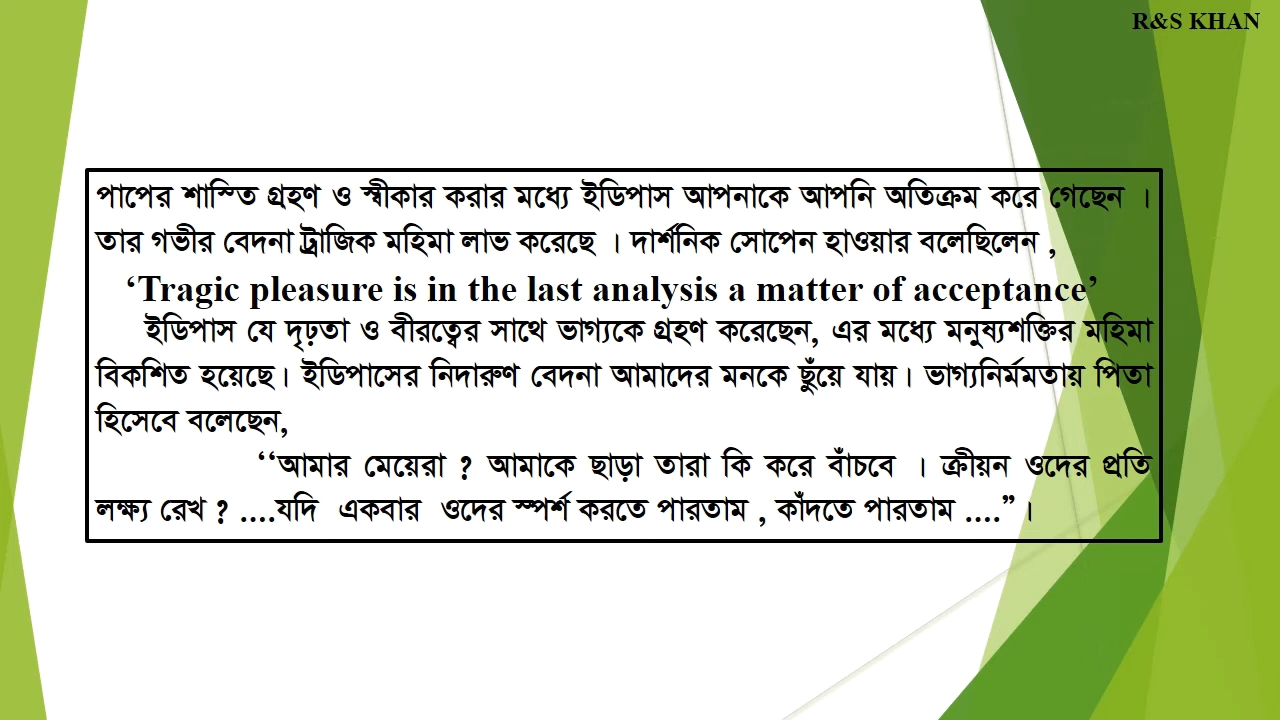 R&S KHAN
পাপের শাস্তি গ্রহণ ও স্বীকার করার মধ্যে ইডিপাস আপনাকে আপনি অতিক্রম করে গেছেন ।
তার গভীর বেদনা ট্রাজিক মহিমা লাভ করেছে । দার্শনিক সোপেন হাওয়ার বলেছিলেন ,
‘Tragic pleasure is in the last analysis a matter of acceptance’
ইডিপাস যে দৃঢ়তা ও বীরত্বের সাথে ভাগ্যকে গ্রহণ করেছেন, এর মধ্যে মনুষ্যশক্তির মহিমা
বিকশিত হয়েছে। ইডিপাসের নিদারুণ বেদনা আমাদের মনকে ছুঁয়ে যায়। ভাগ্যনির্মমতায় পিতা
হিসেবে বলেছেন,
‘‘আমার মেয়েরা ? আমাকে ছাড়া তারা কি করে বাঁচবে । ক্রীয়ন ওদের প্রতি
লক্ষ্য রেখ ? ....যদি একবার ওদের স্পর্শ করতে পারতাম , কাঁদতে পারতাম ....”।